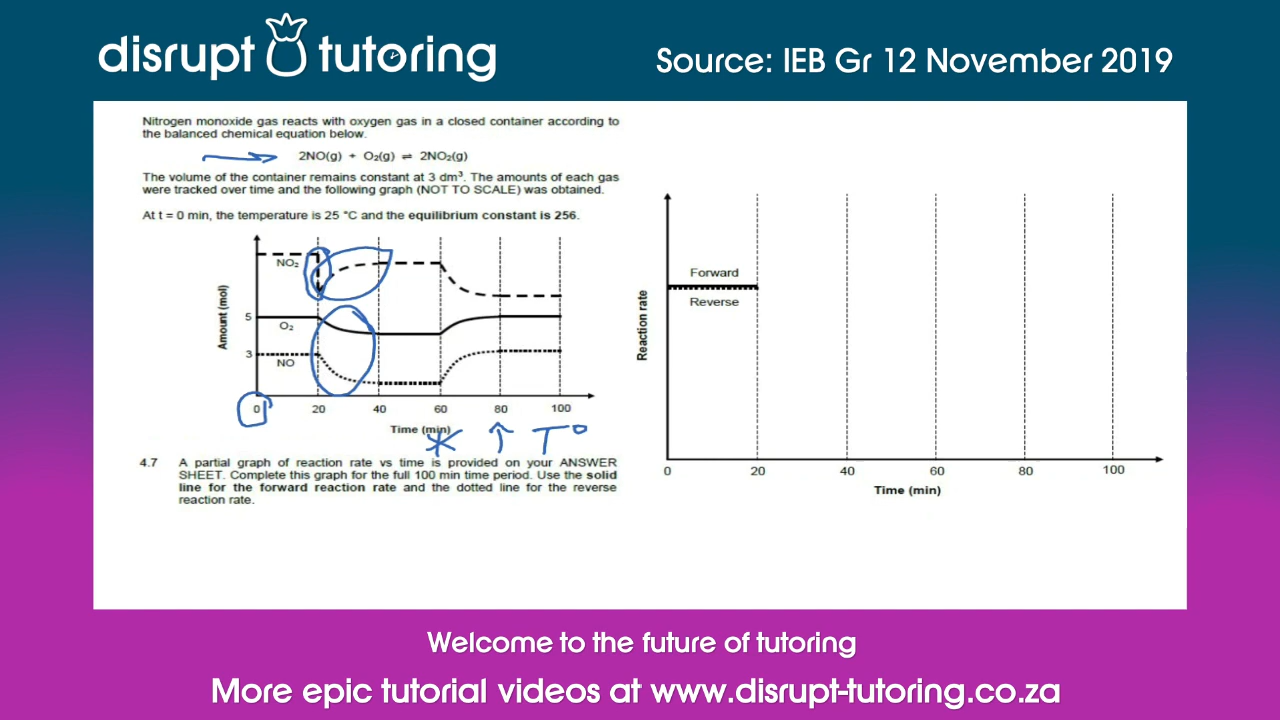 disrupt tutoring
Source: IEB Gr 12 November 2019
Nitrogen monoxide gas reacts with oxygen gas in a closed container according to
the balanced chemical equation below.
2NO(g) + O₂(g) ⇌ 2NO₂(g)
The volume of the container remains constant at 3 dm³. The amounts of each gas
were tracked over time and the following graph (NOT TO SCALE) was obtained.
At t = 0 min, the temperature is 25 °C and the equilibrium constant is 256.
Amount (mol)
NO₂
5
O₂
3
NO
0 20 40 60 80 100
Time (min)
* ↑ T°
4.7 A partial graph of reaction rate vs time is provided on your ANSWER
SHEET. Complete this graph for the full 100 min time period. Use the solid
line for the forward reaction rate and the dotted line for the reverse
reaction rate.
Reaction rate
Forward
Reverse
0 20 40 60 80 100
Time (min)
Welcome to the future of tutoring
More epic tutorial videos at www.disrupt-tutoring.co.za